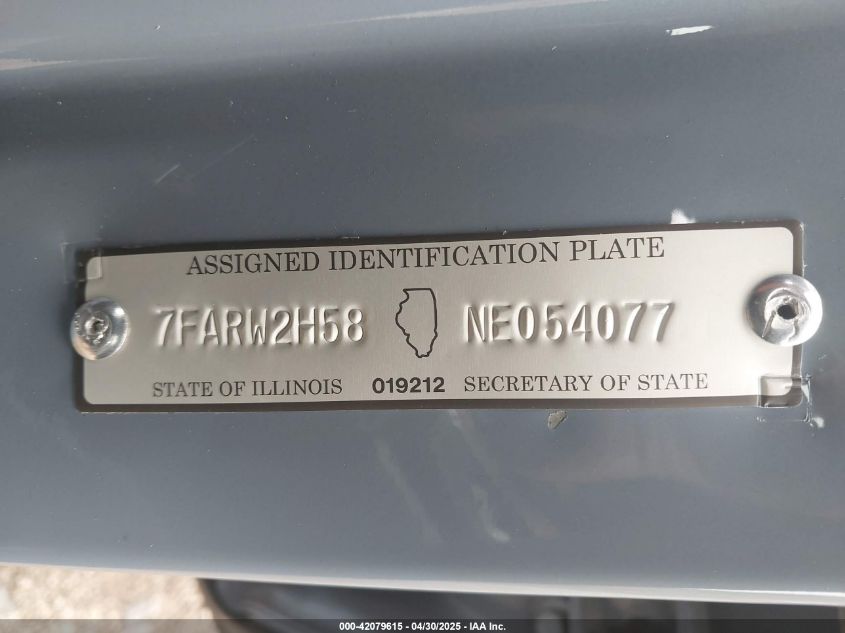 ASSIGNED IDENTIFICATION PLATE
7FARW2H58 NE054077
STATE OF ILLINOIS 019212 SECRETARY OF STATE
000-42079615 - 04/30/2025 - IAA Inc.